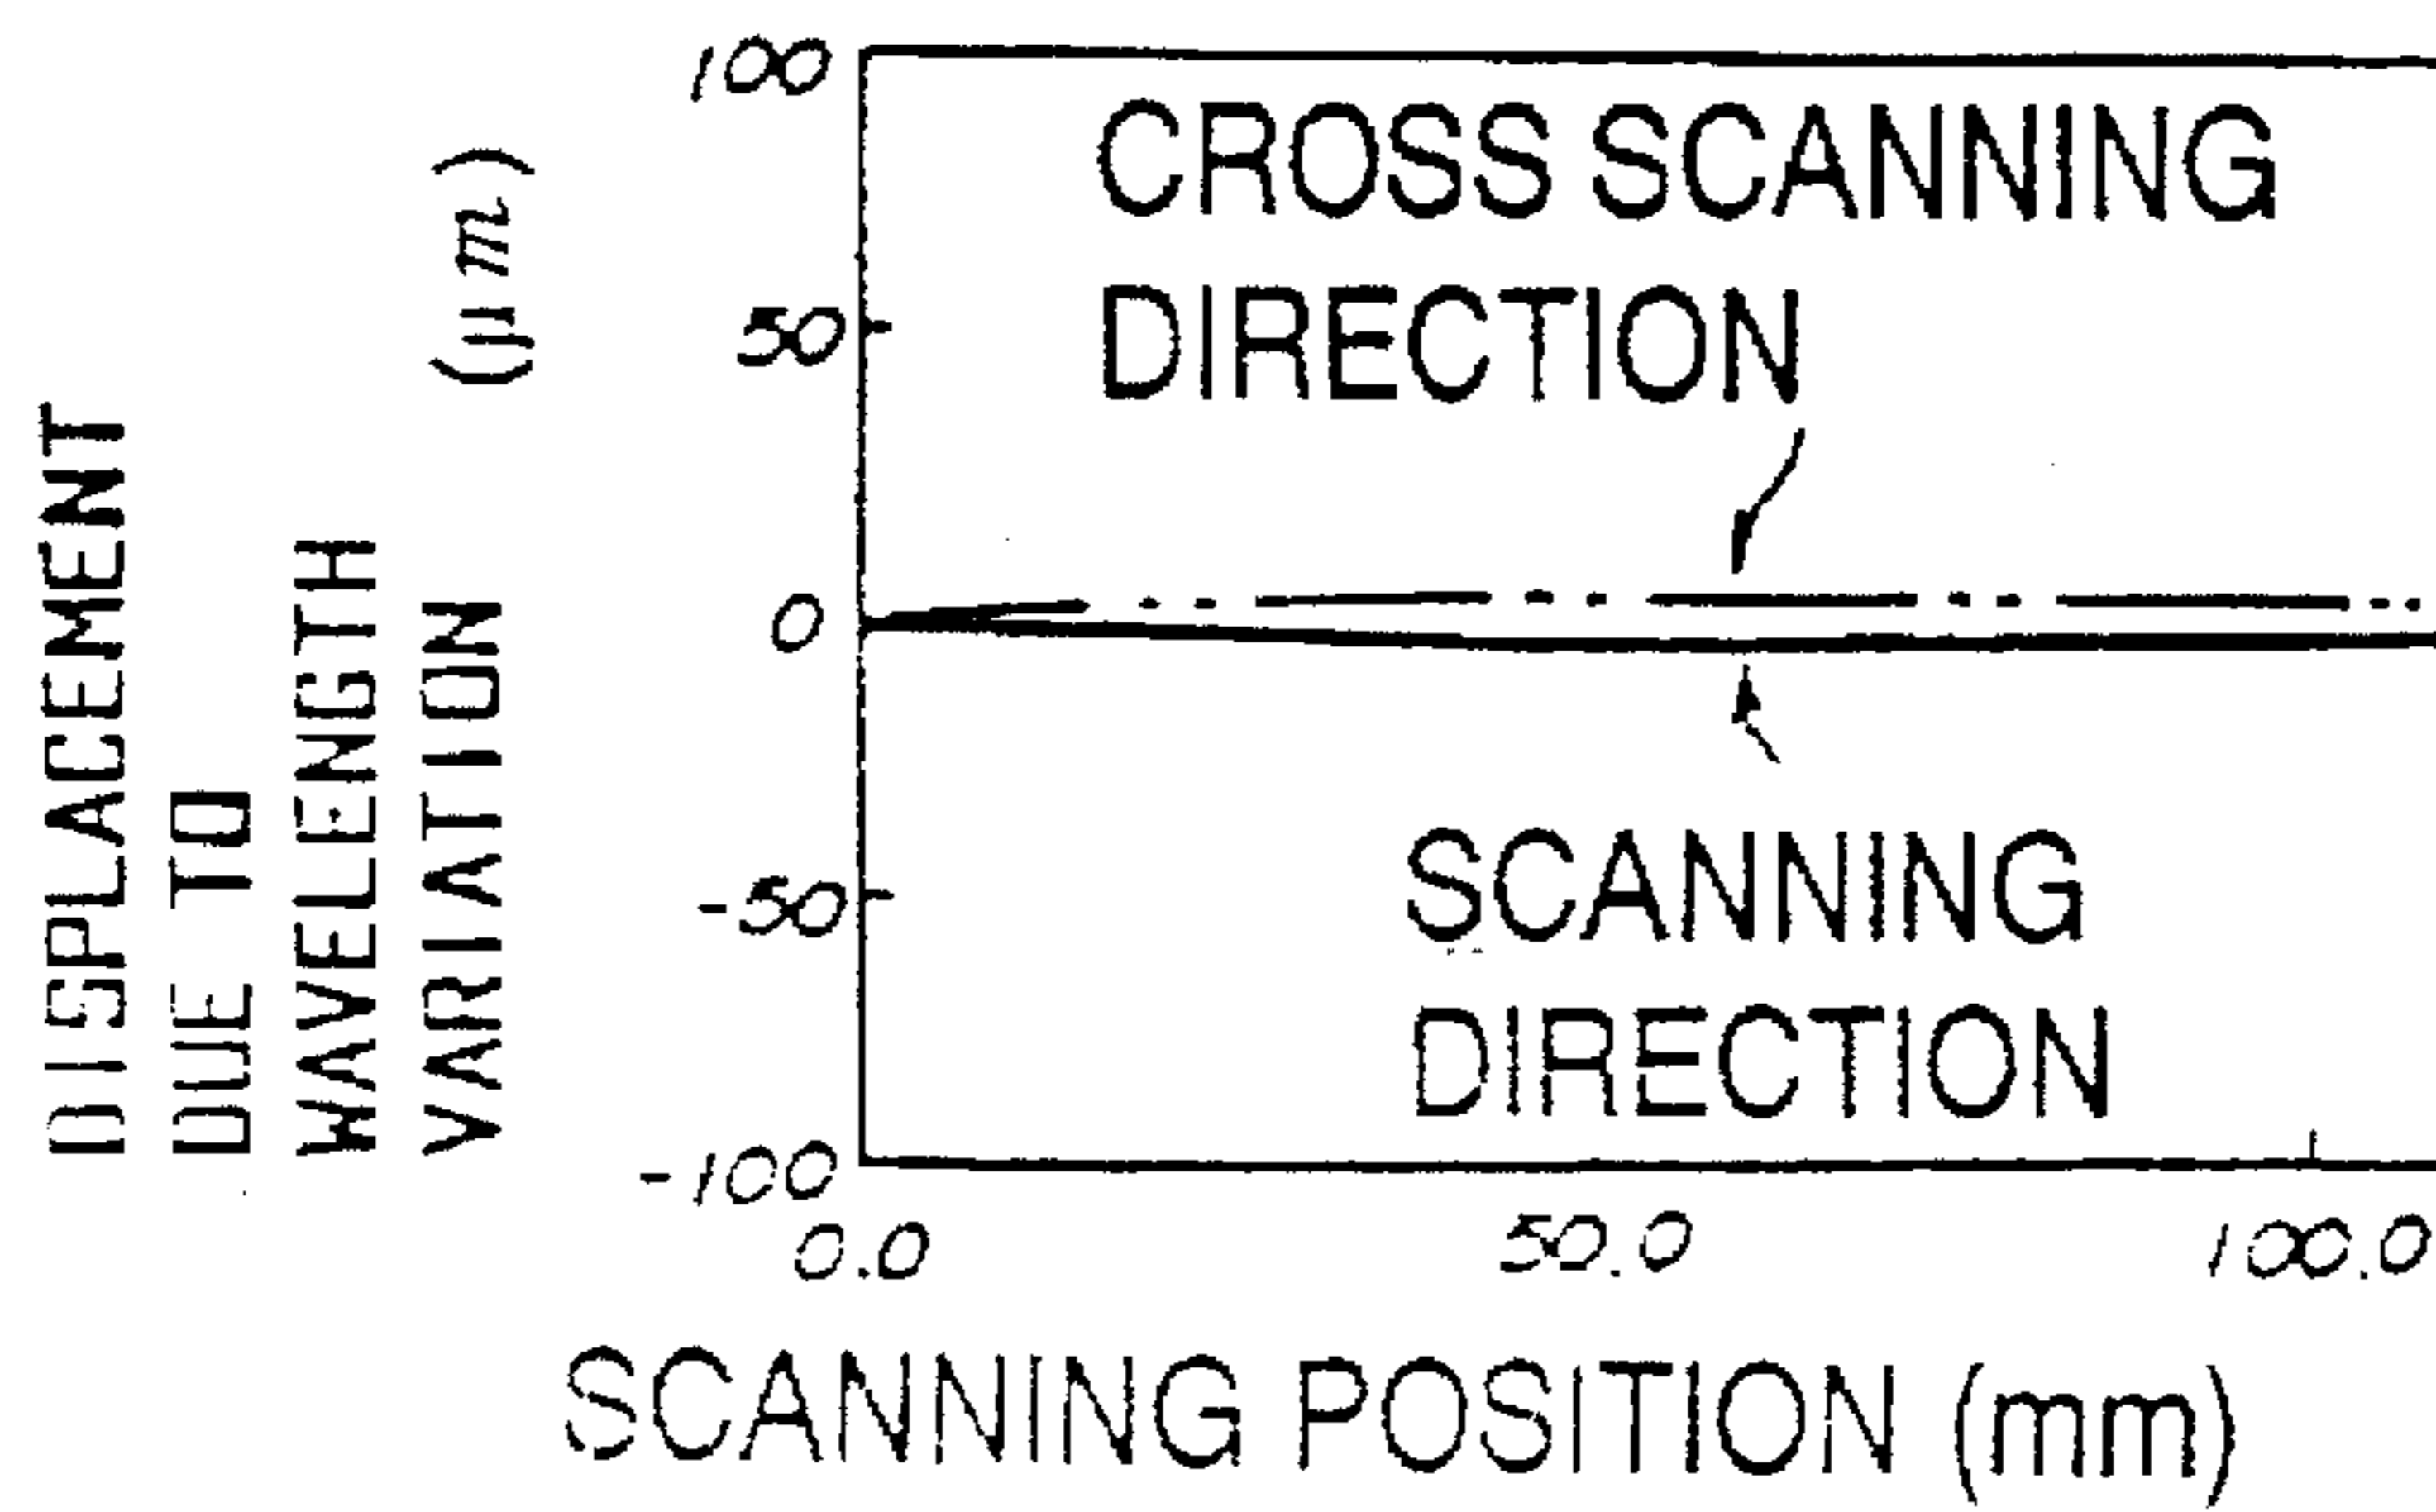 DISPLACEMENT
DUE TO
WAVELENGTH
VARIATION (μm)
100
50
0
-50
-100
CROSS SCANNING
DIRECTION
SCANNING
DIRECTION
0.0 50.0 100.0
SCANNING POSITION (mm)